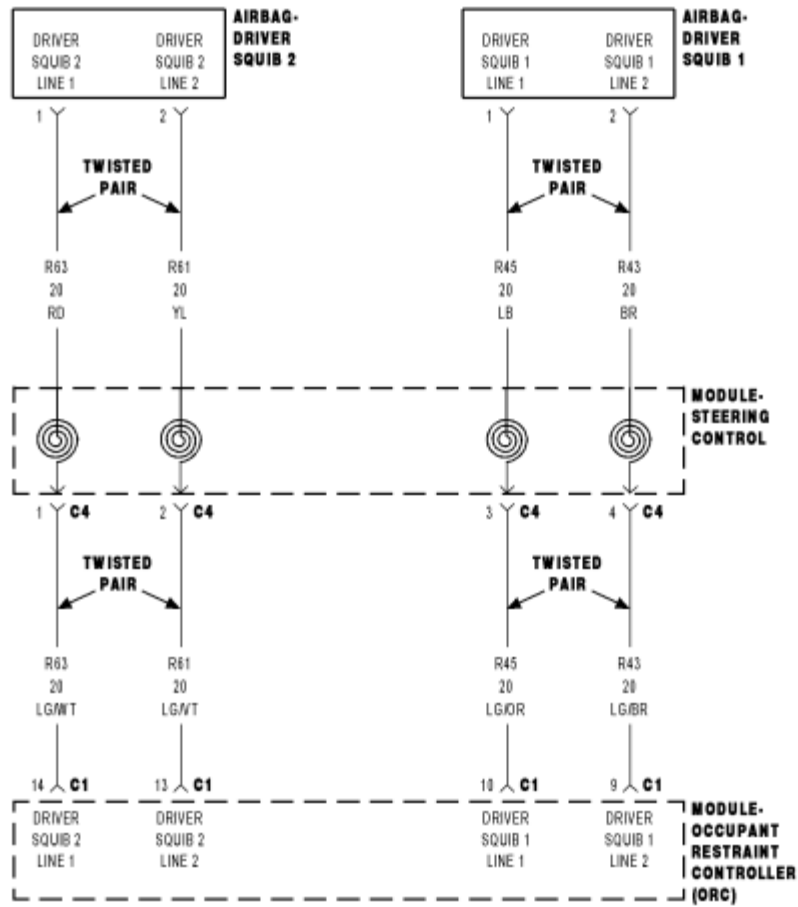 AIRBAG-
DRIVER
SQUIB 2
DRIVER
SQUIB 2
LINE 1
DRIVER
SQUIB 2
LINE 2
AIRBAG-
DRIVER
SQUIB 1
DRIVER
SQUIB 1
LINE 1
DRIVER
SQUIB 1
LINE 2
1
2
1
2
TWISTED
PAIR
TWISTED
PAIR
R63
20
RD
R61
20
YL
R45
20
LB
R43
20
BR
MODULE-
STEERING
CONTROL
1 C4
2 C4
3 C4
4 C4
TWISTED
PAIR
TWISTED
PAIR
R63
20
LG/WT
R61
20
LG/VT
R45
20
LG/OR
R43
20
LG/BR
14 C1
13 C1
10 C1
9 C1
DRIVER
SQUIB 2
LINE 1
DRIVER
SQUIB 2
LINE 2
DRIVER
SQUIB 1
LINE 1
DRIVER
SQUIB 1
LINE 2
MODULE-
OCCUPANT
RESTRAINT
CONTROLLER
(ORC)